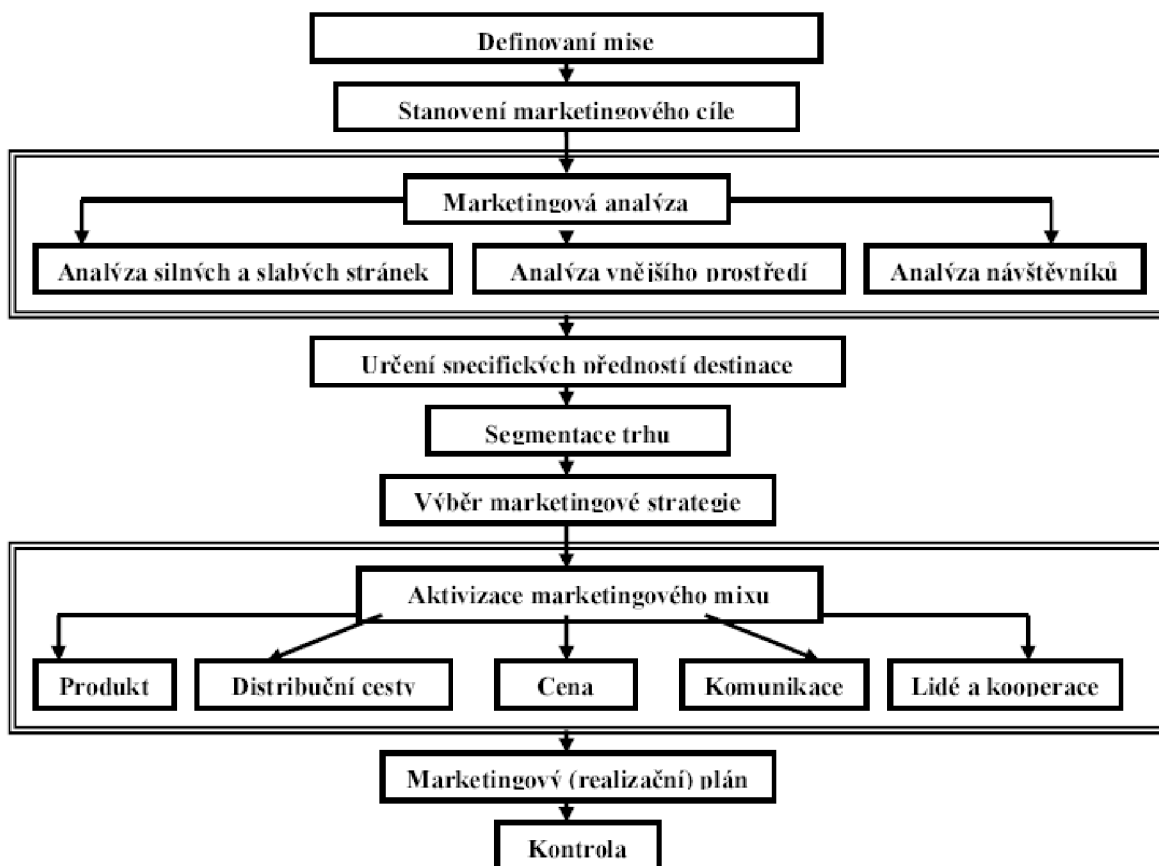 Definovaní mise
Stanovení marketingového cíle
Marketingová analýza
Analýza silných a slabých stránek
Analýza vnějšího prostředí
Analýza návštěvníků
Určení specifických předností destinace
Segmentace trhu
Výběr marketingové strategie
Aktivizace marketingového mixu
Produkt
Distribuční cesty
Cena
Komunikace
Lidé a kooperace
Marketingový (realizační) plán
Kontrola